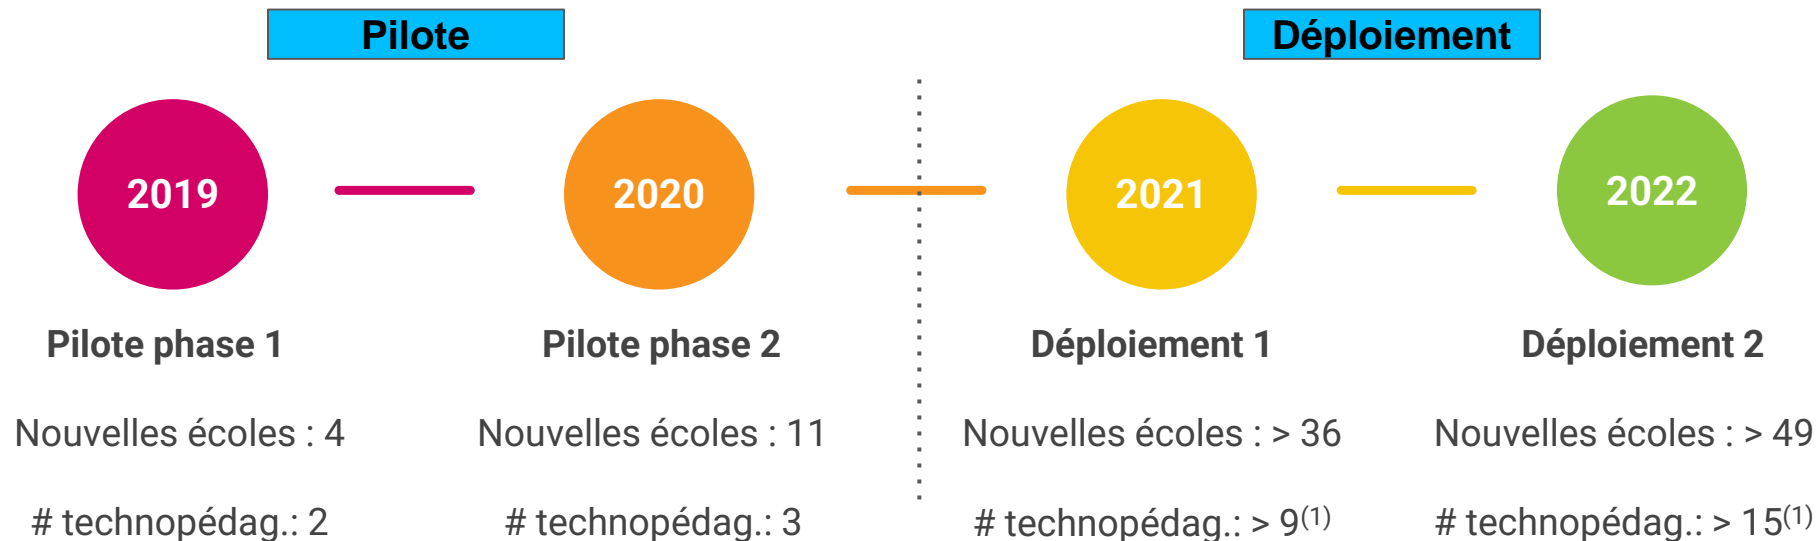 Pilote
Déploiement
2019
2020
2021
2022
Pilote phase 1
Pilote phase 2
Déploiement 1
Déploiement 2
Nouvelles écoles : 4
Nouvelles écoles : 11
Nouvelles écoles : > 36
Nouvelles écoles : > 49
# technopédag.: 2
# technopédag.: 3
# technopédag.: > 9(1)
# technopédag.: > 15(1)